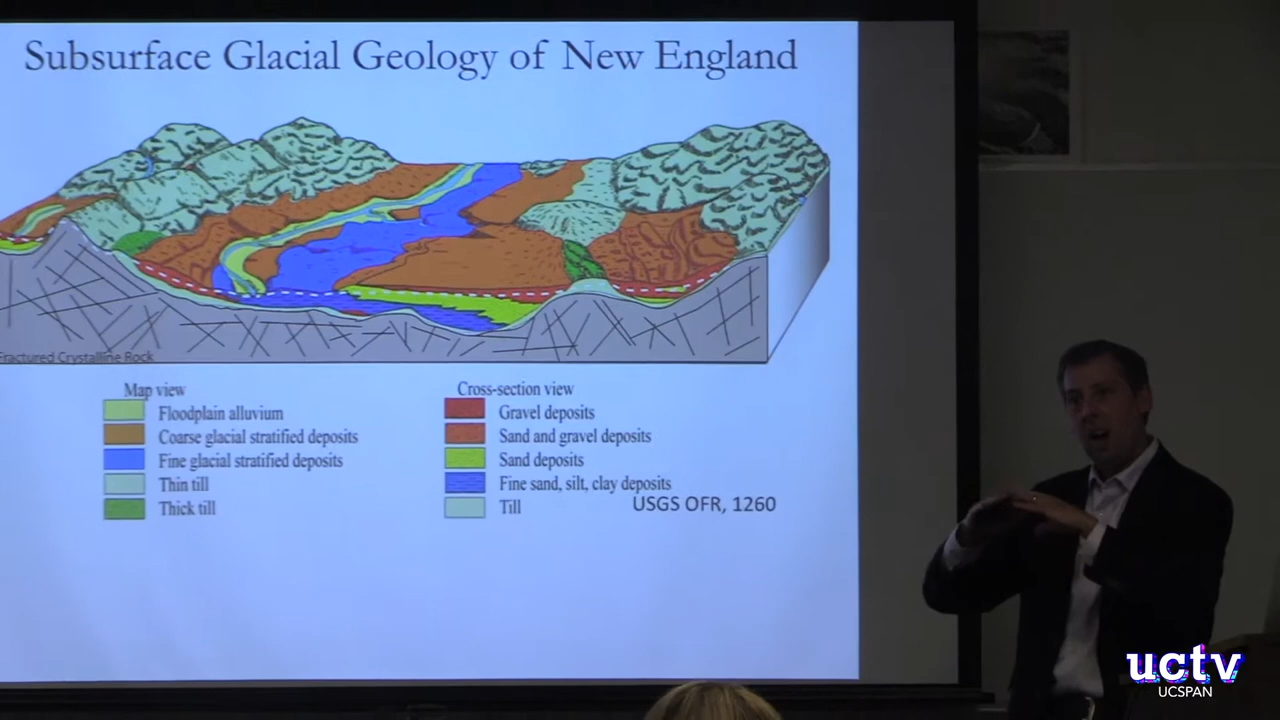 Subsurface Glacial Geology of New England
Fractured Crystalline Rock
Map view
Floodplain alluvium
Coarse glacial stratified deposits
Fine glacial stratified deposits
Thin till
Thick till
Cross-section view
Gravel deposits
Sand and gravel deposits
Sand deposits
Fine sand, silt, clay deposits
Till
USGS OFR, 1260
uctv
UCSPAN